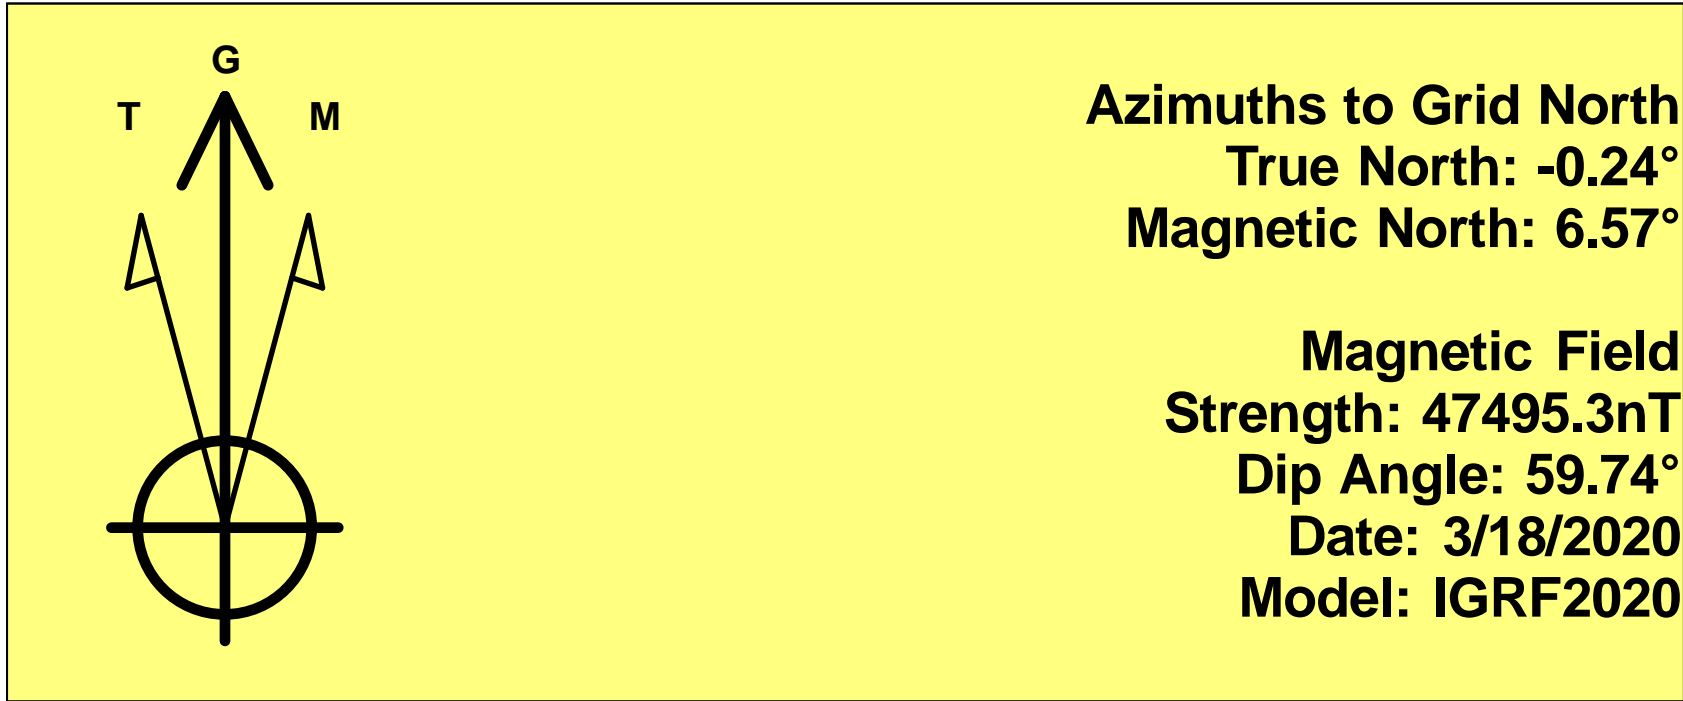 G
T M
Azimuths to Grid North
True North: -0.24°
Magnetic North: 6.57°
Magnetic Field
Strength: 47495.3nT
Dip Angle: 59.74°
Date: 3/18/2020
Model: IGRF2020